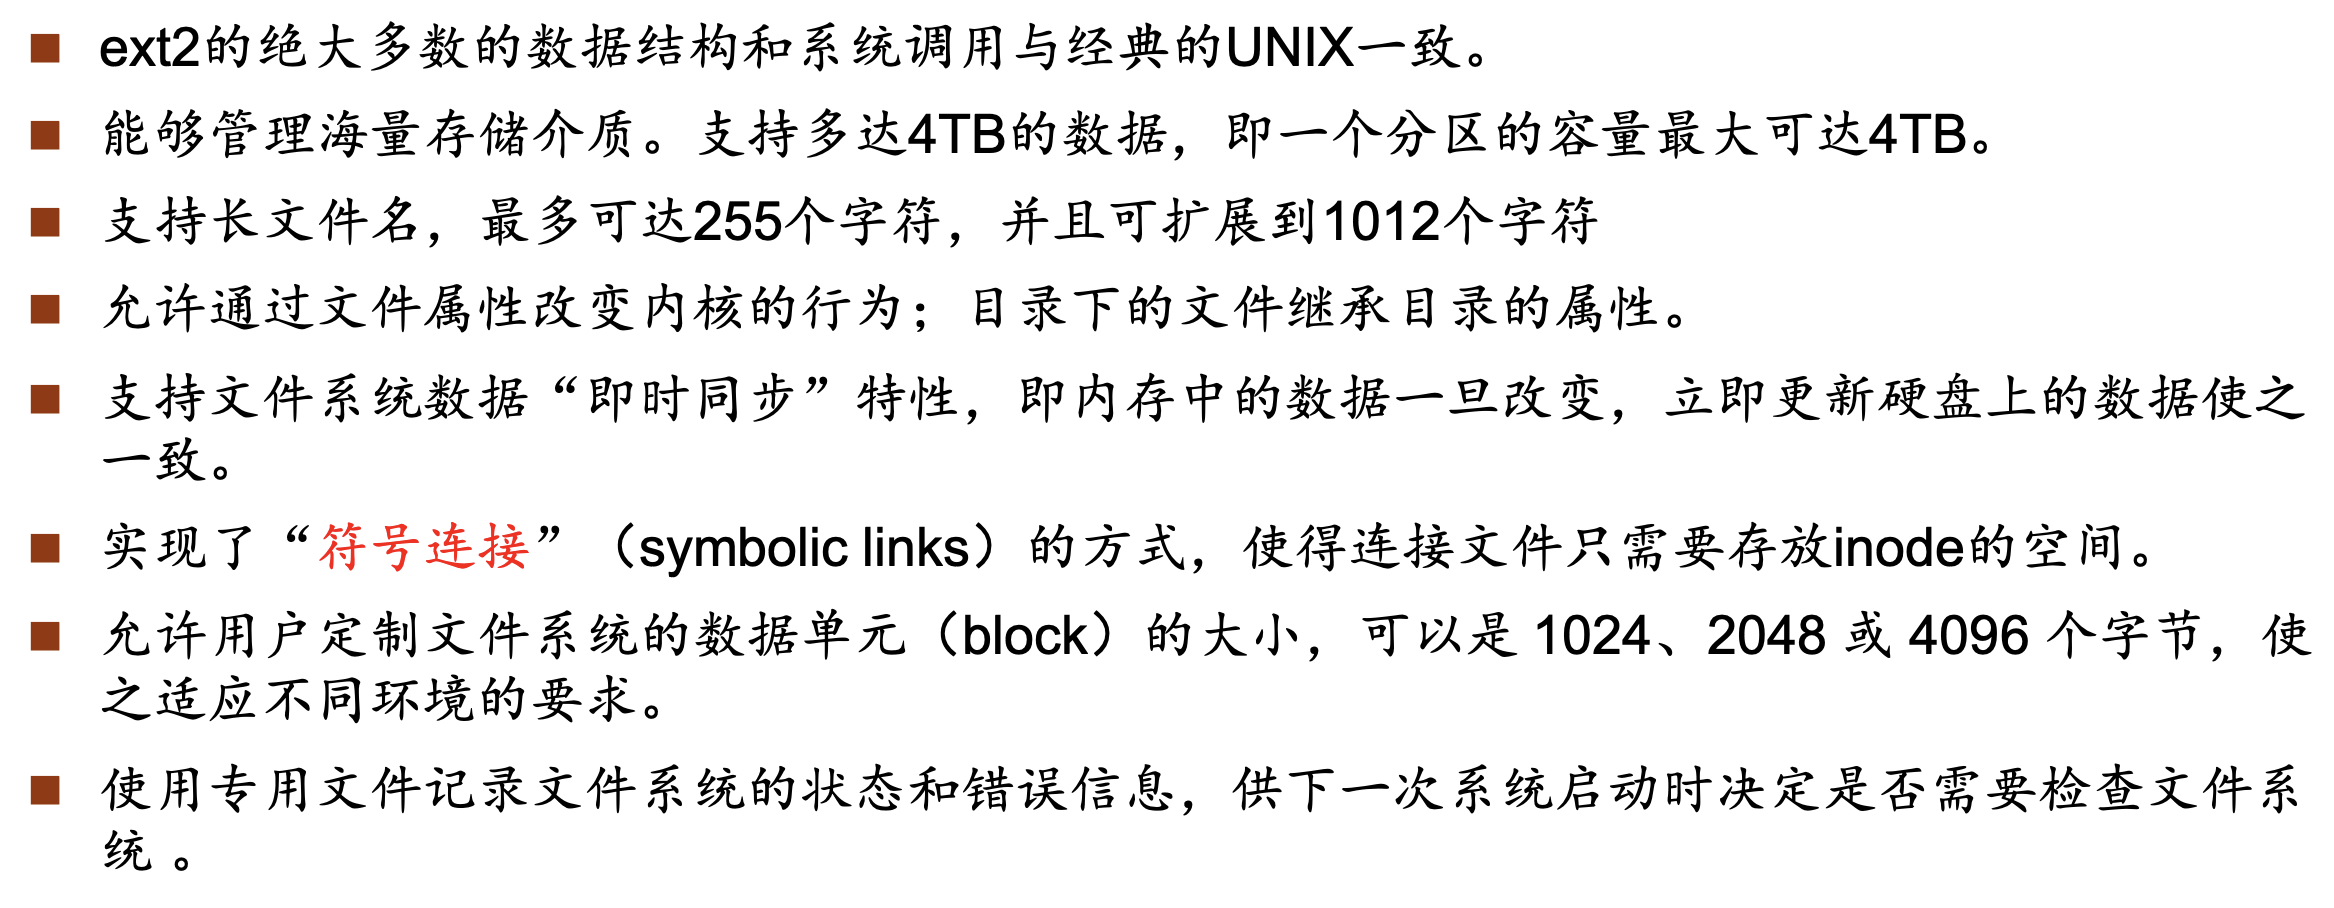 ext2的绝大多数的数据结构和系统调用与经典的UNIX一致。
能够管理海量存储介质。支持多达4TB的数据，即一个分区的容量最大可达4TB。
支持长文件名，最多可达255个字符，并且可扩展到1012个字符
允许通过文件属性改变内核的行为；目录下的文件继承目录的属性。
支持文件系统数据“即时同步”特性，即内存中的数据一旦改变，立即更新硬盘上的数据使之
一致。
实现了“符号连接”（symbolic links）的方式，使得连接文件只需要存放inode的空间。
允许用户定制文件系统的数据单元（block）的大小，可以是 1024、2048 或 4096 个字节，使
之适应不同环境的要求。
使用专用文件记录文件系统的状态和错误信息，供下一次系统启动时决定是否需要检查文件系
统 。